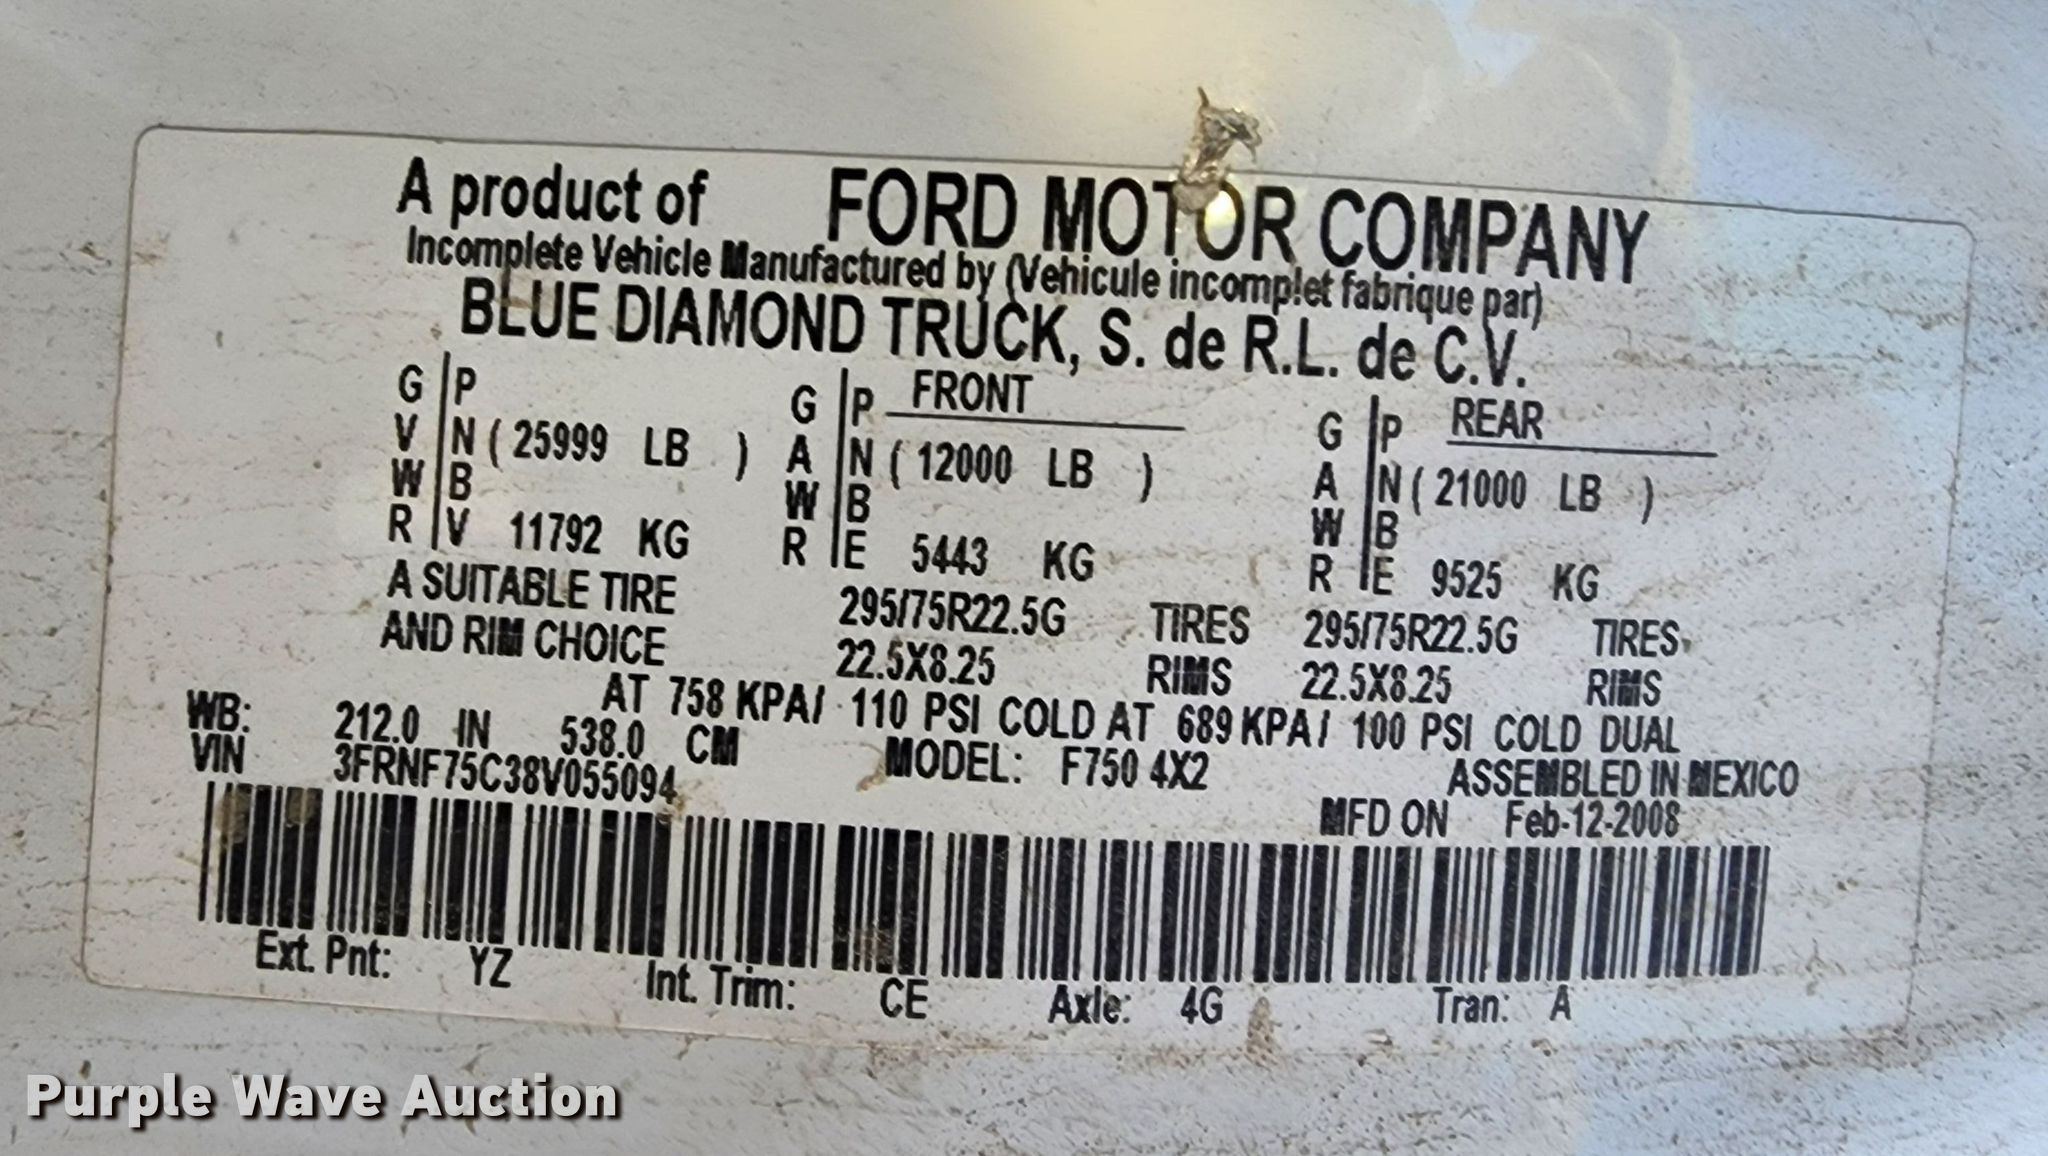 A product of FORD MOTOR COMPANY
Incomplete Vehicle Manufactured by (Vehicule incomplet fabrique par)
BLUE DIAMOND TRUCK, S. de R.L. de C.V.
G P G P FRONT G P REAR
V N ( 25999 LB ) A N ( 12000 LB ) A N ( 21000 LB )
W B W B W B
R V 11792 KG R E 5443 KG R E 9525 KG
A SUITABLE TIRE 295/75R22.5G TIRES 295/75R22.5G TIRES
AND RIM CHOICE 22.5X8.25 RIMS 22.5X8.25 RIMS
AT 758 KPA/ 110 PSI COLD AT 689 KPA/ 100 PSI COLD DUAL
WB: 212.0 IN 538.0 CM MODEL: F750 4X2 ASSEMBLED IN MEXICO
VIN 3FRNF75C38V055094 MFD ON Feb-12-2008
Ext. Pnt: YZ Int. Trim: CE Axle: 4G Tran: A
Purple Wave Auction